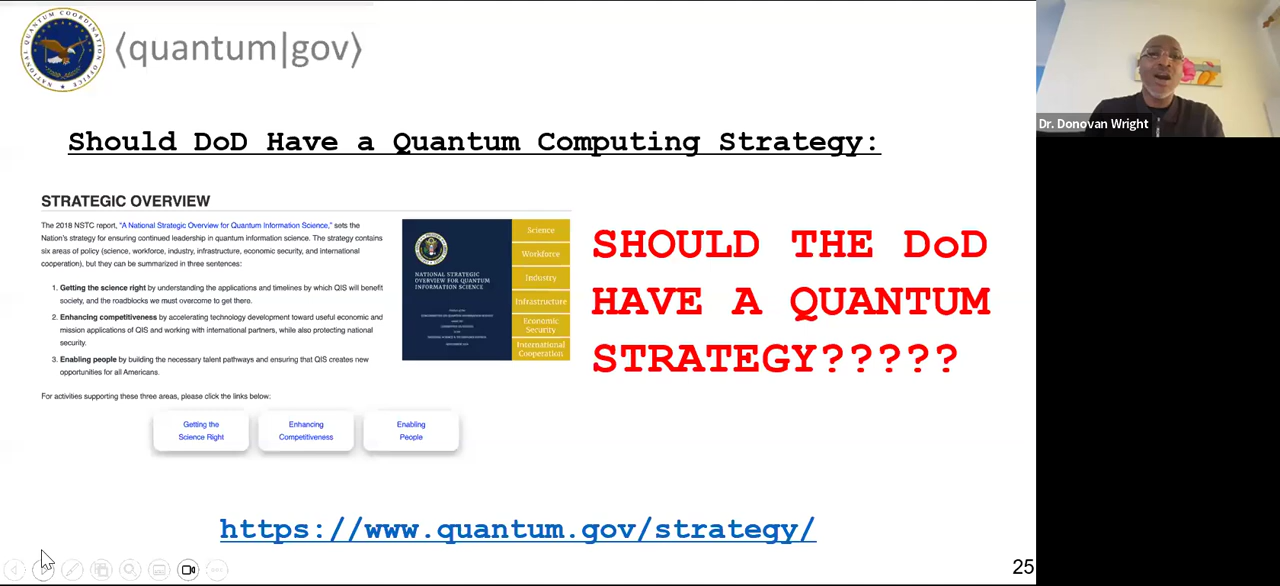 ⟨quantum|gov⟩
Dr. Donovan Wright
Should DoD Have a Quantum Computing Strategy:
STRATEGIC OVERVIEW
The 2018 NSTC report, "A National Strategic Overview for Quantum Information Science," sets the
Nation's strategy for ensuring continued leadership in quantum information science. The strategy contains
six areas of policy (science, workforce, industry, infrastructure, economic security, and international
cooperation), but they can be summarized in three sentences:
1. Getting the science right by understanding the applications and timelines by which QIS will benefit
society, and the roadblocks we must overcome to get there.
2. Enhancing competitiveness by accelerating technology development toward useful economic and
mission applications of QIS and working with international partners, while also protecting national
security.
3. Enabling people by building the necessary talent pathways and ensuring that QIS creates new
opportunities for all Americans.
For activities supporting these three areas, please click the links below:
Getting the
Science Right
Enhancing
Competitiveness
Enabling
People
NATIONAL STRATEGIC
OVERVIEW FOR QUANTUM
INFORMATION SCIENCE
Science
Workforce
Industry
Infrastructure
Economic
Security
International
Cooperation
SHOULD THE DoD
HAVE A QUANTUM
STRATEGY?????
https://www.quantum.gov/strategy/
25